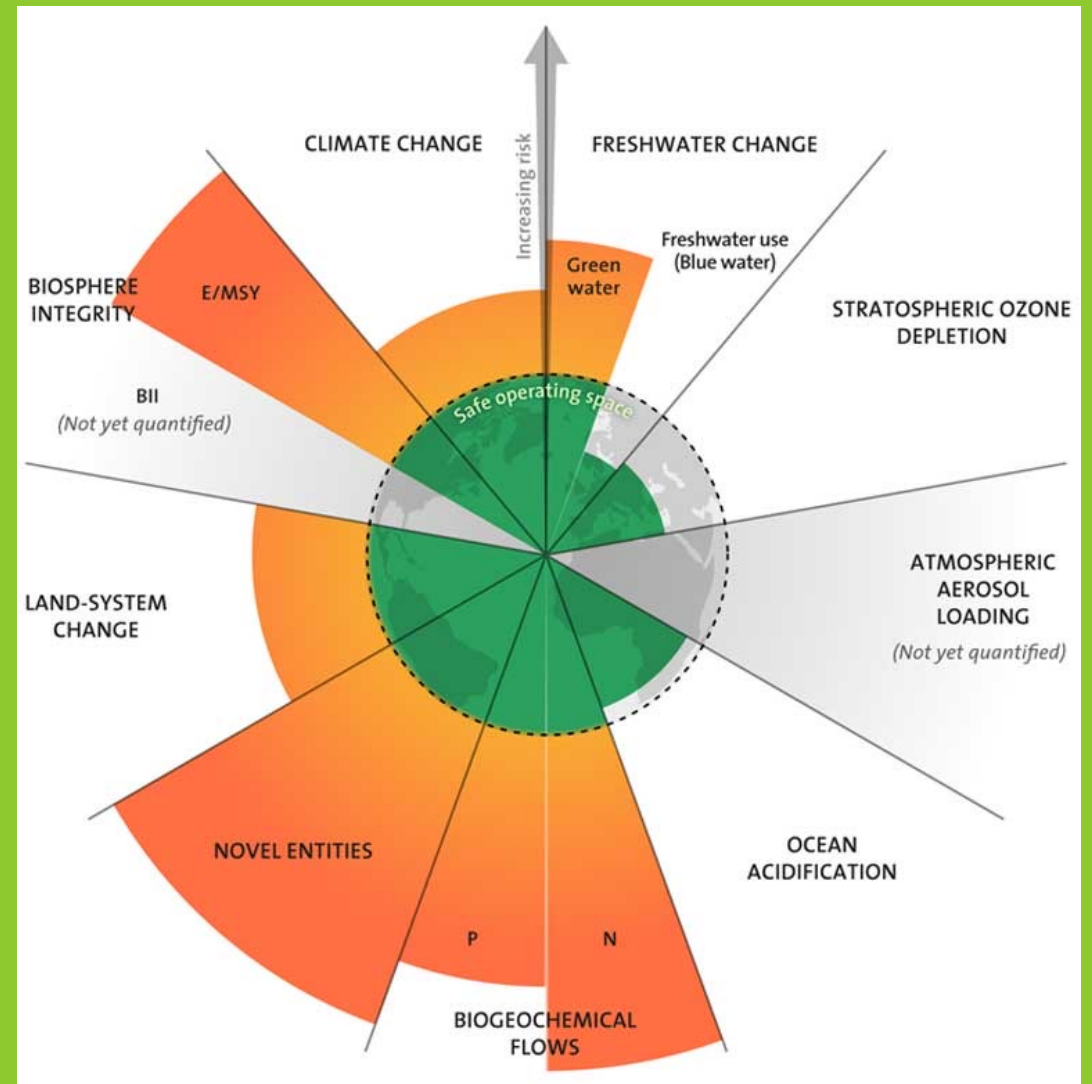 CLIMATE CHANGE
FRESHWATER CHANGE
Increasing risk
Freshwater use
(Blue water)
Green
water
E/MSY
BIOSPHERE
INTEGRITY
STRATOSPHERIC OZONE
DEPLETION
BII
(Not yet quantified)
Safe operating space
ATMOSPHERIC
AEROSOL
LOADING
(Not yet quantified)
LAND-SYSTEM
CHANGE
NOVEL ENTITIES
OCEAN
ACIDIFICATION
P
N
BIOGEOCHEMICAL
FLOWS